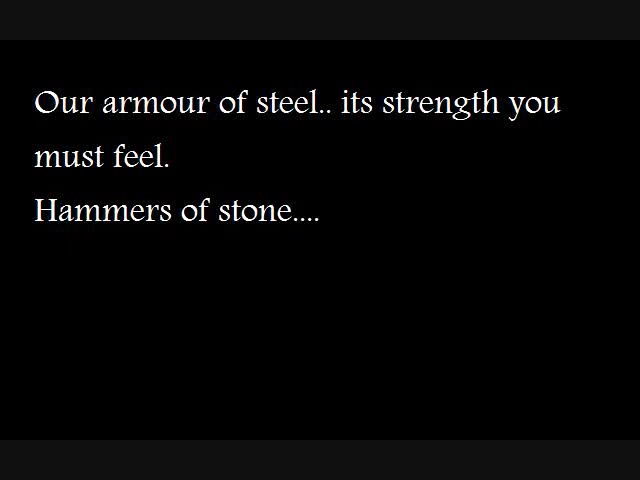 Our armour of steel.. its strength you
must feel.
Hammers of stone....